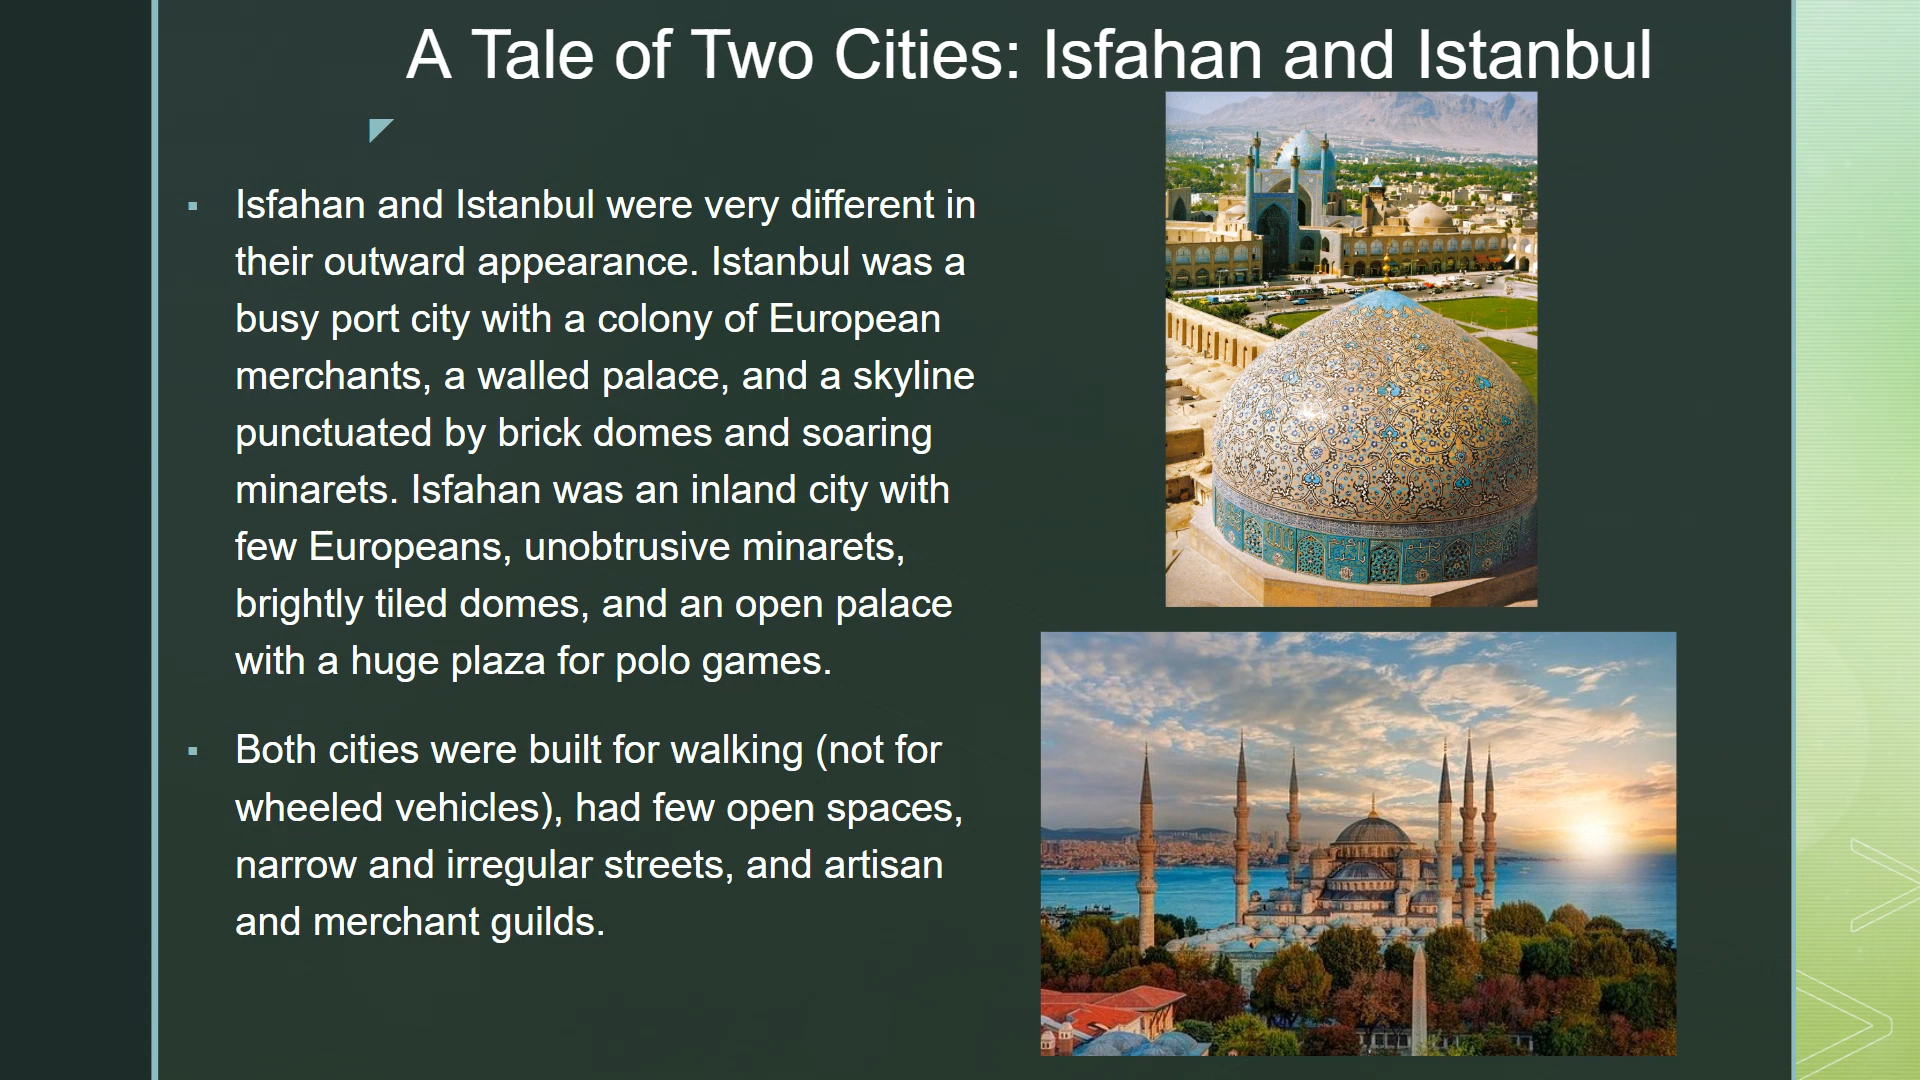 A Tale of Two Cities: Isfahan and Istanbul
▪ Isfahan and Istanbul were very different in
their outward appearance. Istanbul was a
busy port city with a colony of European
merchants, a walled palace, and a skyline
punctuated by brick domes and soaring
minarets. Isfahan was an inland city with
few Europeans, unobtrusive minarets,
brightly tiled domes, and an open palace
with a huge plaza for polo games.
▪ Both cities were built for walking (not for
wheeled vehicles), had few open spaces,
narrow and irregular streets, and artisan
and merchant guilds.